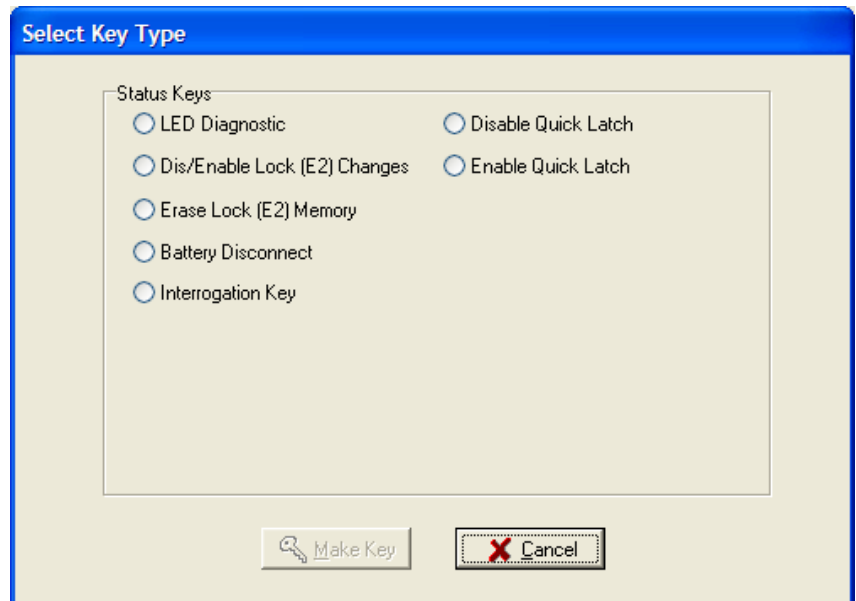 Select Key Type
Status Keys
LED Diagnostic
Disable Quick Latch
Dis/Enable Lock (E2) Changes
Enable Quick Latch
Erase Lock (E2) Memory
Battery Disconnect
Interrogation Key
Make Key
Cancel